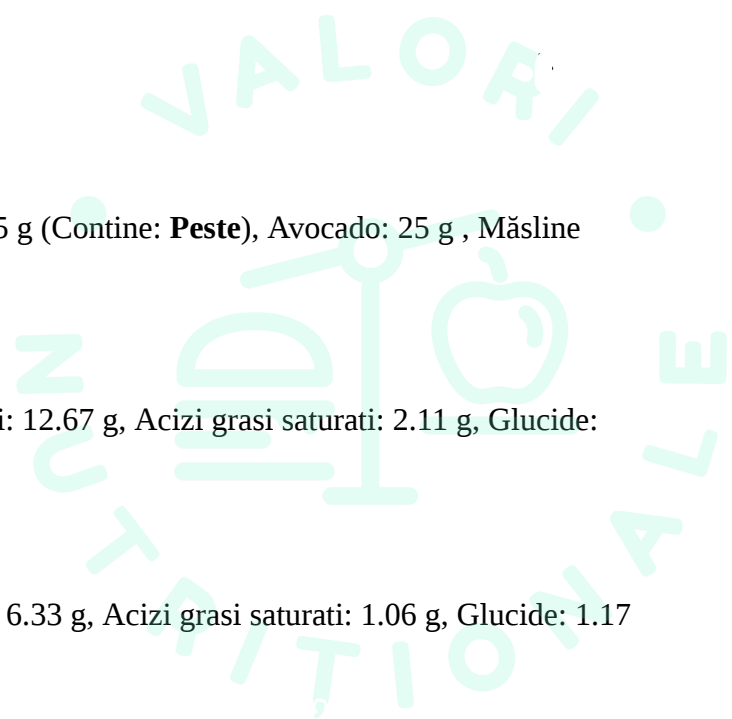 VALORI
5 g (Contine: Peste), Avocado: 25 g , Măsline
i: 12.67 g, Acizi grasi saturati: 2.11 g, Glucide:
6.33 g, Acizi grasi saturati: 1.06 g, Glucide: 1.17
NUTRITIONALE